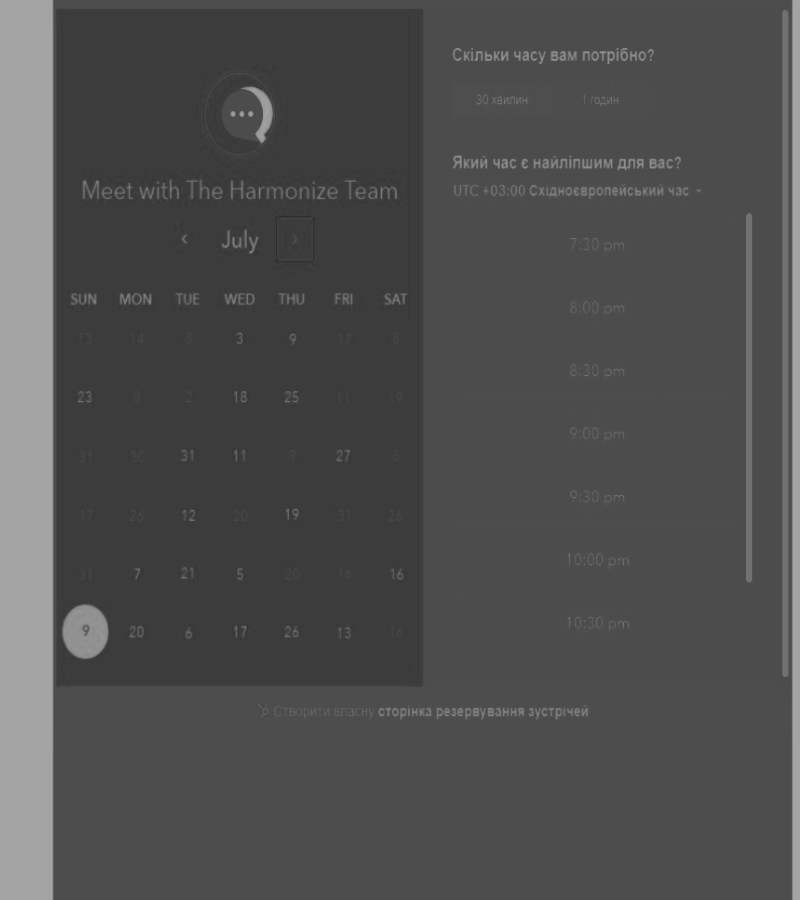 Meet with The Harmonize Team
‹ July ›
SUN MON TUE WED THU FRI SAT
13 14 8 3 9 17 8
23 8 2 18 25 11 19
31 30 31 11 9 27 8
17 26 12 20 19 31 26
31 7 21 5 20 16 16
9 20 6 17 26 13 16
Скільки часу вам потрібно?
30 хвилин 1 годин
Який час є найліпшим для вас?
UTC +03:00 Східноєвропейський час
7:30 pm
8:00 pm
8:30 pm
9:00 pm
9:30 pm
10:00 pm
10:30 pm
Створити власну сторінка резервування зустрічей